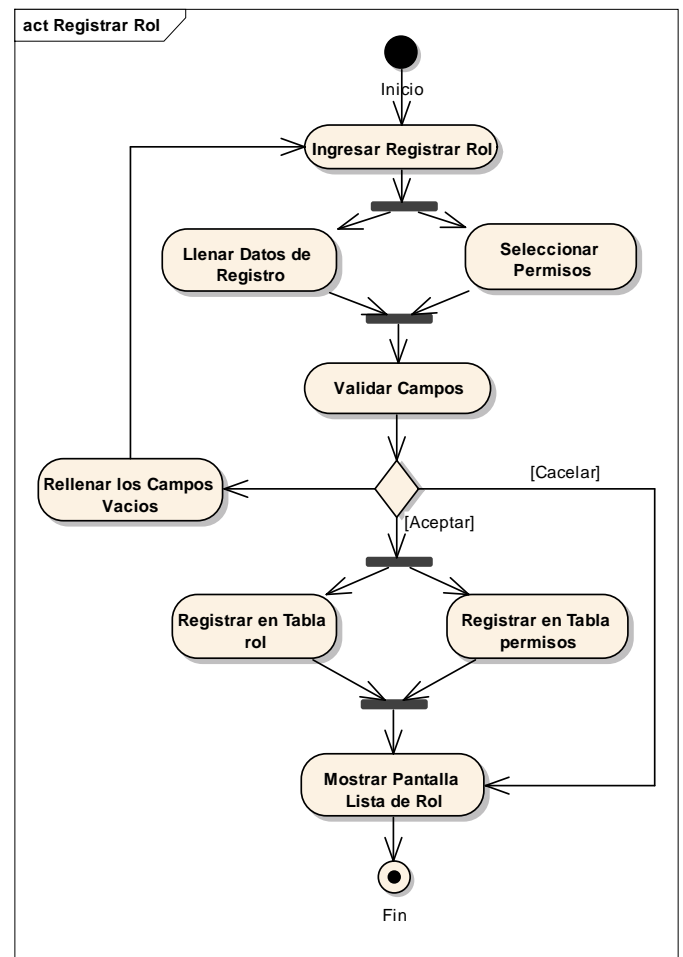 act Registrar Rol
Inicio
Ingresar Registrar Rol
Llenar Datos de
Registro
Seleccionar
Permisos
Validar Campos
Rellenar los Campos
Vacios
[Cacelar]
[Aceptar]
Registrar en Tabla
rol
Registrar en Tabla
permisos
Mostrar Pantalla
Lista de Rol
Fin